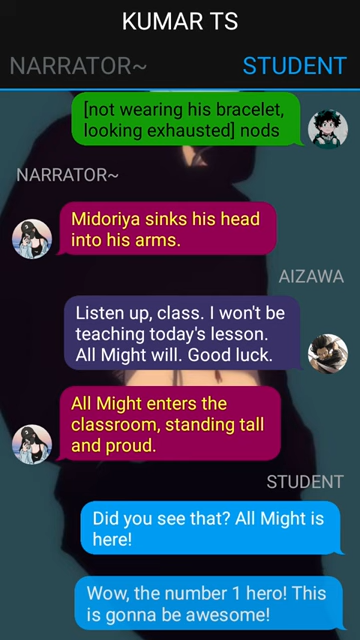 KUMAR TS
NARRATOR~
STUDENT
[not wearing his bracelet,
looking exhausted] nods
NARRATOR~
Midoriya sinks his head
into his arms.
AIZAWA
Listen up, class. I won't be
teaching today's lesson.
All Might will. Good luck.
All Might enters the
classroom, standing tall
and proud.
STUDENT
Did you see that? All Might is
here!
Wow, the number 1 hero! This
is gonna be awesome!